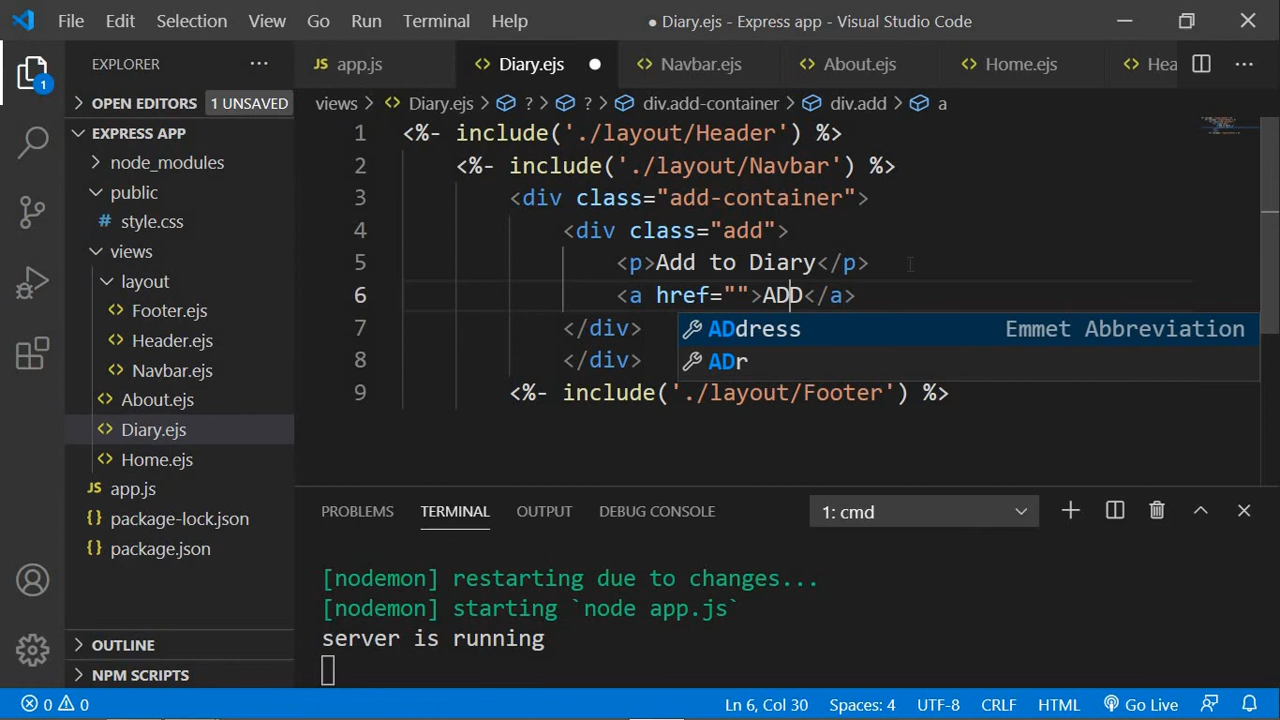 File Edit Selection View Go Run Terminal Help ● Diary.ejs - Express app - Visual Studio Code
EXPLORER ··· JS app.js <> Diary.ejs ● <> Navbar.ejs <> About.ejs <> Home.ejs <> Hea ···
1
OPEN EDITORS 1 UNSAVED
views > <> Diary.ejs > ? > ? > div.add-container > div.add > a
EXPRESS APP
node_modules
public
# style.css
views
layout
<> Footer.ejs
<> Header.ejs
<> Navbar.ejs
<> About.ejs
<> Diary.ejs
<> Home.ejs
JS app.js
package-lock.json
package.json
OUTLINE
NPM SCRIPTS
1 <%- include('./layout/Header') %>
2 <%- include('./layout/Navbar') %>
3 <div class="add-container">
4 <div class="add">
5 <p>Add to Diary</p>
6 <a href="">ADD</a>
7 </div>
ADdress Emmet Abbreviation
8 </div>
ADr
9 <%- include('./layout/Footer') %>
PROBLEMS TERMINAL OUTPUT DEBUG CONSOLE 1: cmd
[nodemon] restarting due to changes...
[nodemon] starting `node app.js`
server is running
0 0 Ln 6, Col 30 Spaces: 4 UTF-8 CRLF HTML Go Live